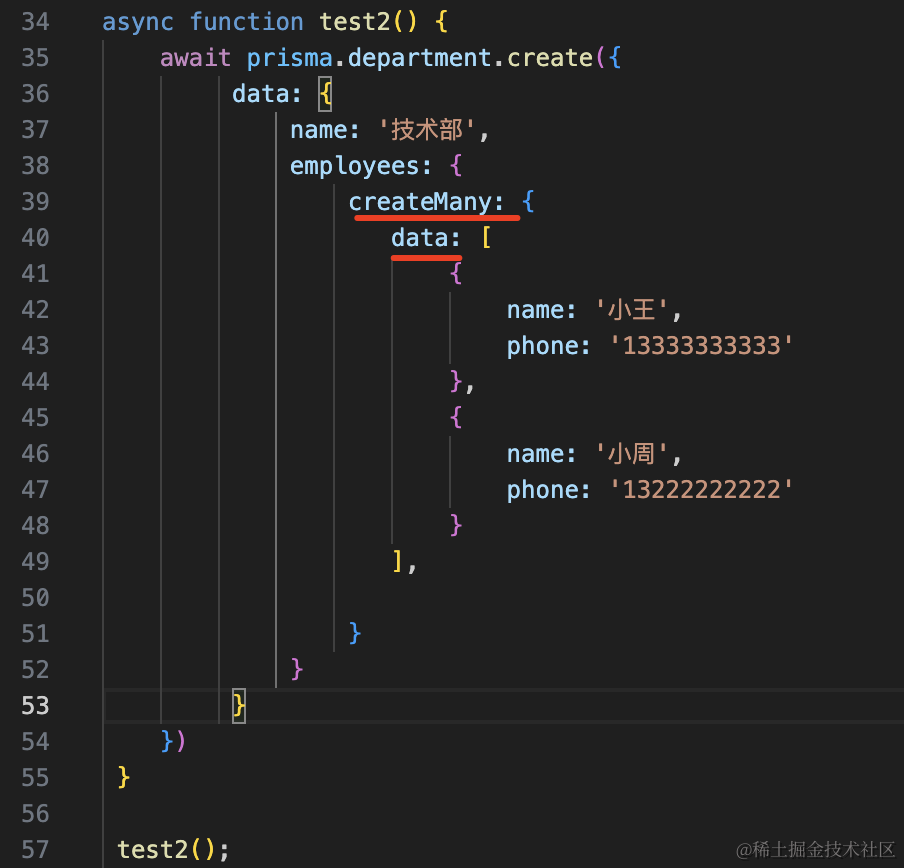 34 async function test2() {
35 await prisma.department.create({
36 data: {
37 name: '技术部',
38 employees: {
39 createMany: {
40 data: [
41 {
42 name: '小王',
43 phone: '13333333333'
44 },
45 {
46 name: '小周',
47 phone: '13222222222'
48 }
49 ],
50
51 }
52 }
53 }
54 })
55 }
56
57 test2();
@稀土掘金技术社区